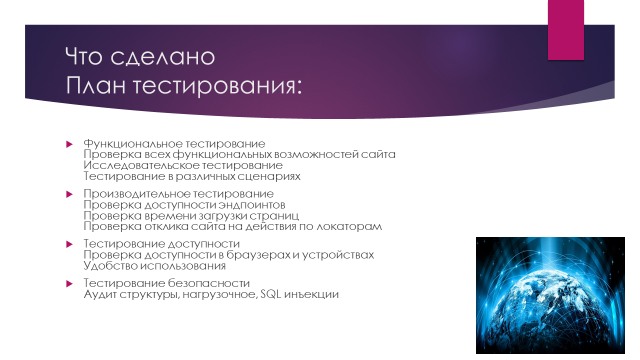 Что сделано
План тестирования:
Функциональное тестирование
Проверка всех функциональных возможностей сайта
Исследовательское тестирование
Тестирование в различных сценариях
Производительное тестирование
Проверка доступности эндпоинтов
Проверка времени загрузки страниц
Проверка отклика сайта на действия по локаторам
Тестирование доступности
Проверка доступности в браузерах и устройствах
Удобство использования
Тестирование безопасности
Аудит структуры, нагрузочное, SQL инъекции